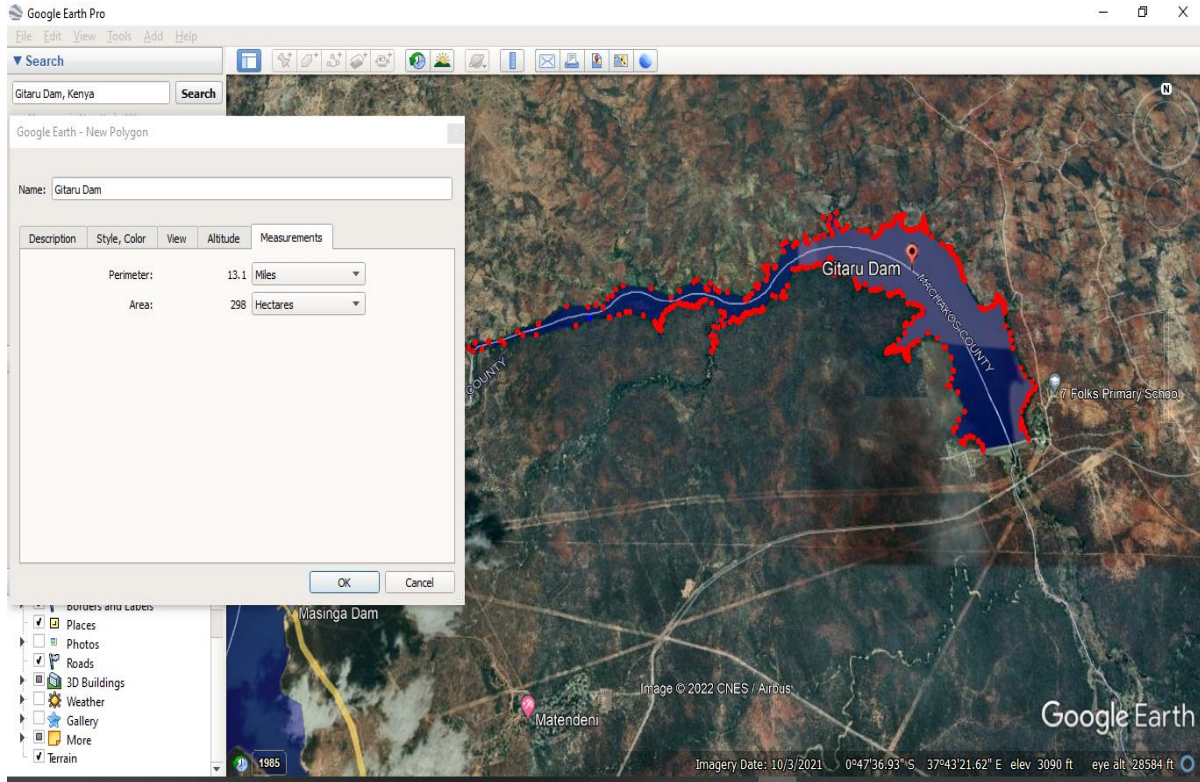 Google Earth Pro
File Edit View Tools Add Help
▼ Search
Gitaru Dam, Kenya Search
Google Earth - New Polygon
Name: Gitaru Dam
Description Style, Color View Altitude Measurements
Perimeter: 13.1 Miles
Area: 298 Hectares
OK Cancel
Borders and Labels
Places
Photos
Roads
3D Buildings
Weather
Gallery
More
Terrain
N
Gitaru Dam
MACHAKOS COUNTY
COUNTY
7 Folks Primary School
Masinga Dam
Matendeni
Image © 2022 CNES / Airbus
Google Earth
1985
Imagery Date: 10/3/2021 0°47'36.93" S 37°43'21.62" E elev 3090 ft eye alt 28584 ft